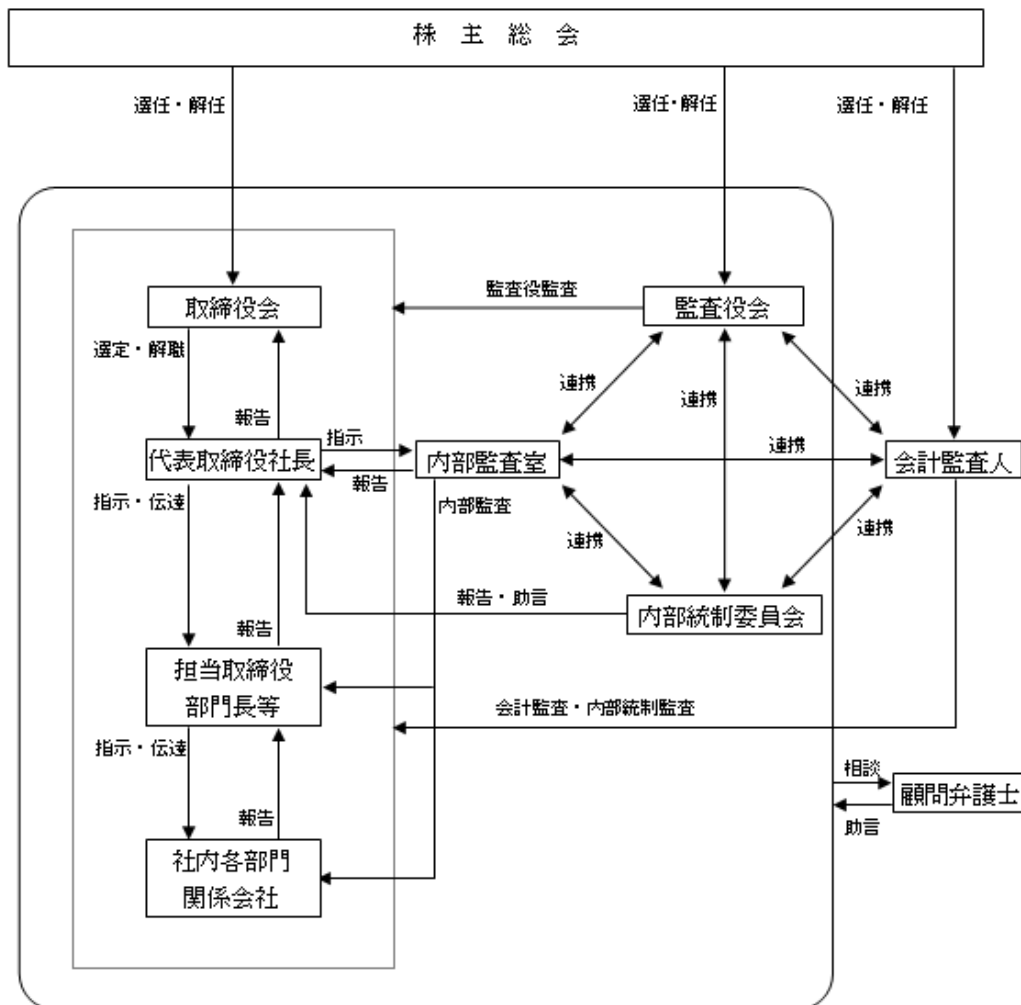 株主総会
選任・解任
選任・解任
選任・解任
取締役会
監査役監査
監査役会
選定・解職
報告
連携
連携
連携
代表取締役社長
指示
報告
内部監査室
連携
会計監査人
指示・伝達
内部監査
連携
連携
報告・助言
内部統制委員会
報告
担当取締役
部門長等
会計監査・内部統制監査
指示・伝達
相談
顧問弁護士
助言
報告
社内各部門
関係会社